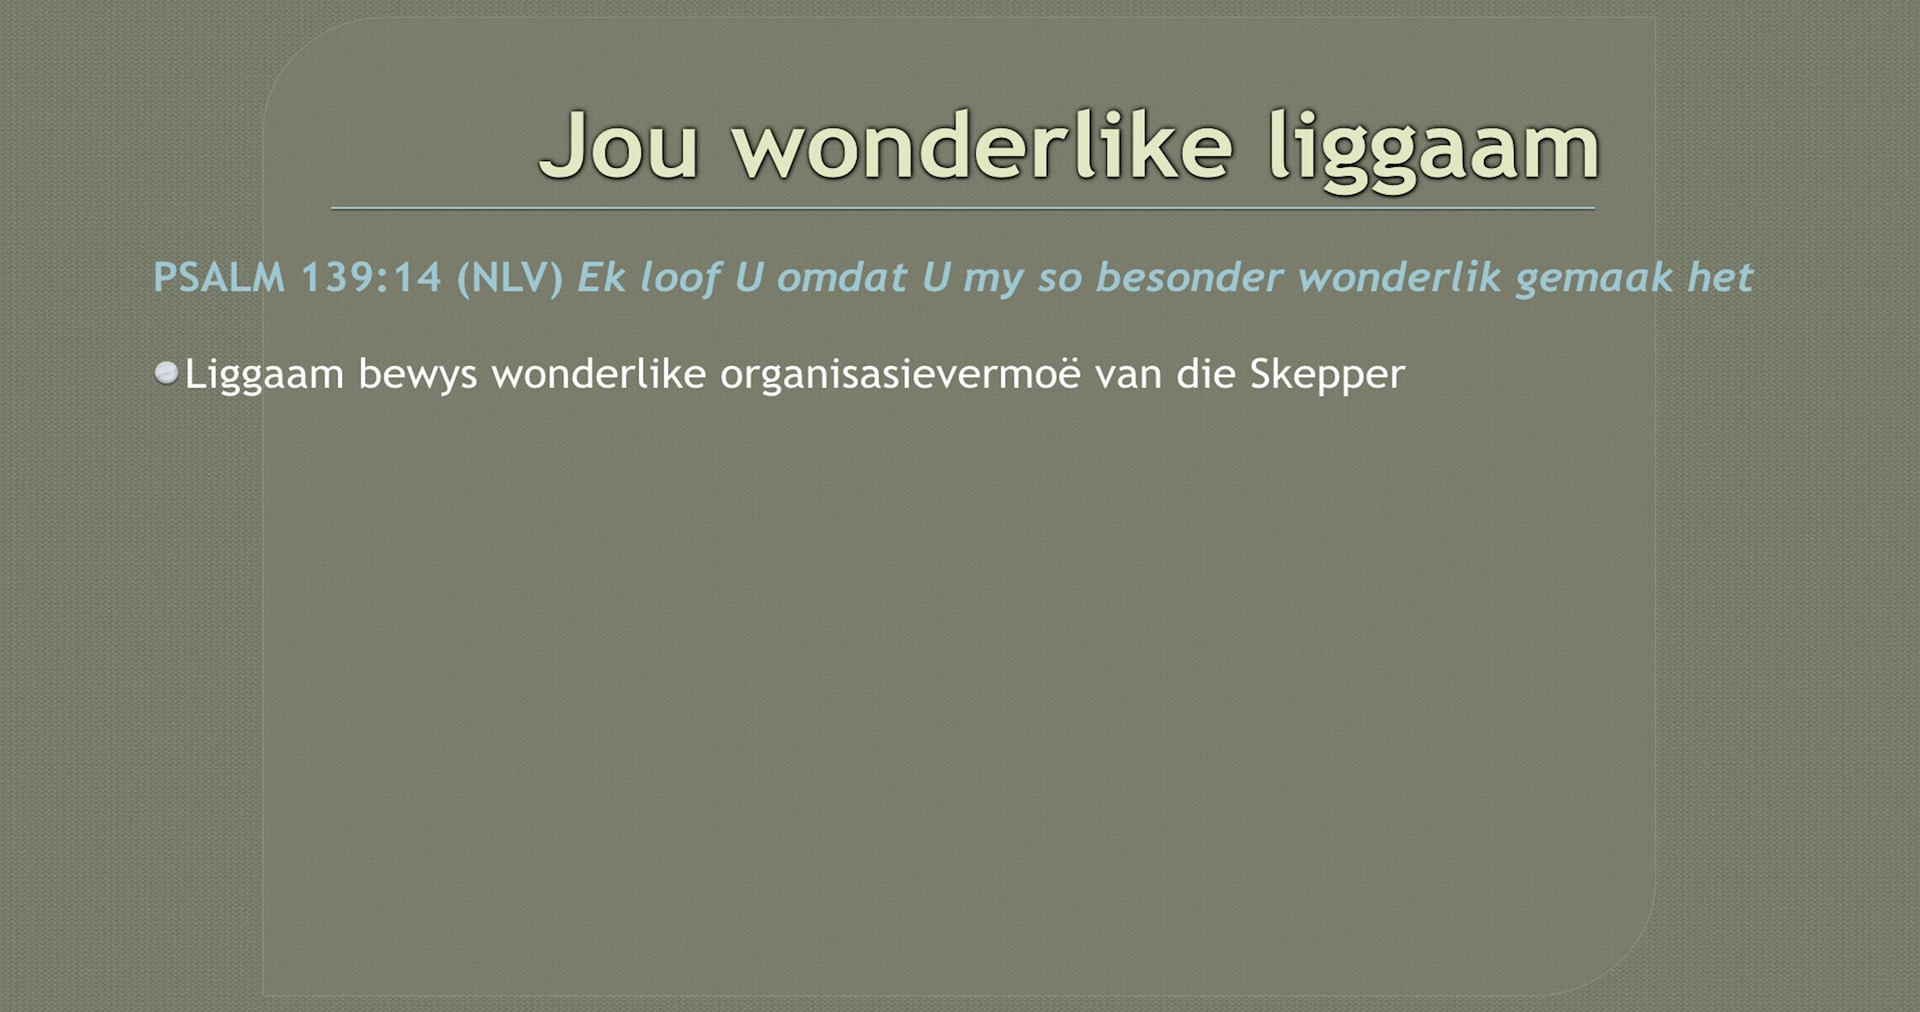 Jou wonderlike liggaam
PSALM 139:14 (NLV) Ek loof U omdat U my so besonder wonderlik gemaak het
Liggaam bewys wonderlike organisasievermoë van die Skepper